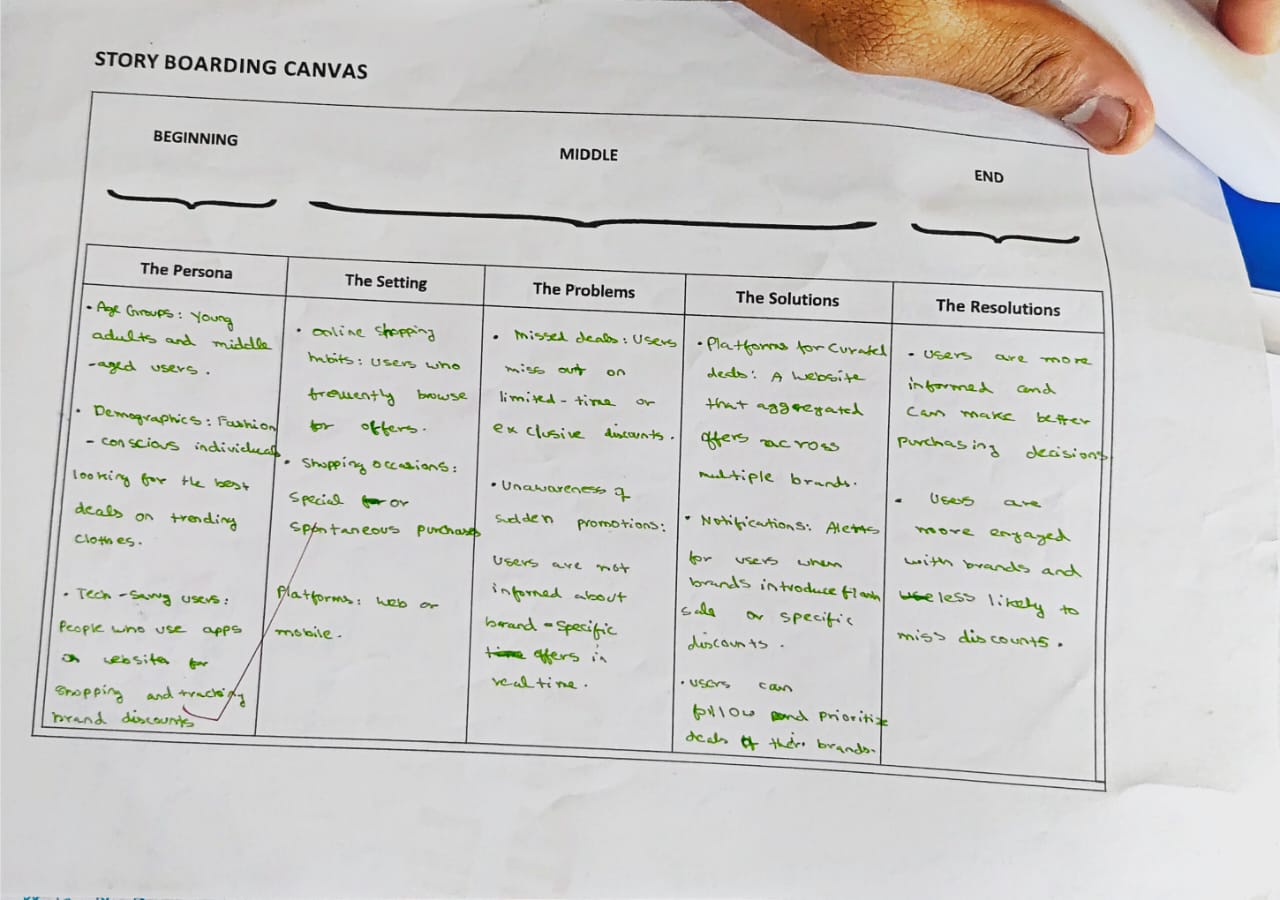 STORY BOARDING CANVAS
BEGINNING
MIDDLE
END
The Persona
• Age Groups: Young
adults and middle
-aged users.
• Demographics: Fashion
- conscious individuals
looking for the best
deals on trending
clothes.
• Tech-savvy users:
People who use apps
or websites for
shopping and tracking
brand discounts
The Setting
• online shopping
habits: users who
frequently browse
for offers.
• Shopping occasions:
special or
spontaneous purchases
Platforms: web or
mobile.
The Problems
• Missed deals: Users
miss out on
limited-time or
exclusive discounts.
• Unawareness of
sudden promotions:
users are not
informed about
brand-specific
offers in
real time.
The Solutions
• Platforms for curated
deals: A website
that aggregated
offers across
multiple brands.
• Notifications: Alerts
for users when
brands introduce flash
sale or specific
discounts.
• users can
follow and prioritize
deals of their brands.
The Resolutions
• Users are more
informed and
can make better
purchasing decisions
• Users are
more engaged
with brands and
less likely to
miss discounts.